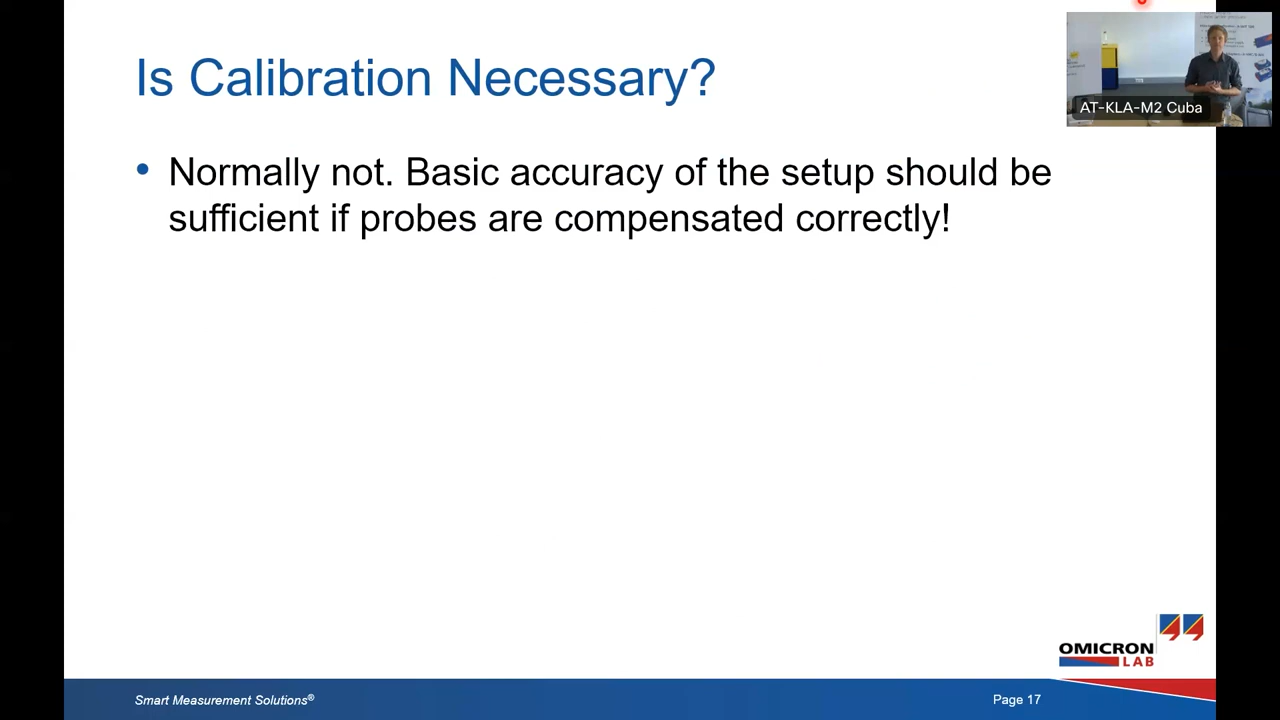 Is Calibration Necessary?
AT-KLA-M2 Cuba
• Normally not. Basic accuracy of the setup should be
sufficient if probes are compensated correctly!
OMICRON
LAB
Smart Measurement Solutions®
Page 17